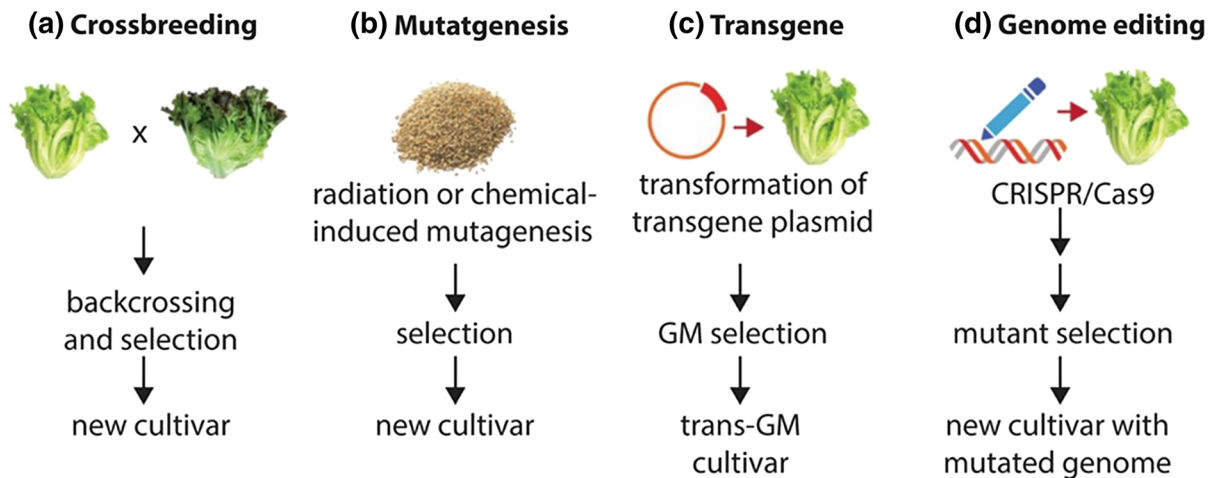 (a) Crossbreeding
x
backcrossing
and selection
new cultivar
(b) Mutatgenesis
radiation or chemical-
induced mutagenesis
selection
new cultivar
(c) Transgene
transformation of
transgene plasmid
GM selection
trans-GM
cultivar
(d) Genome editing
CRISPR/Cas9
mutant selection
new cultivar with
mutated genome